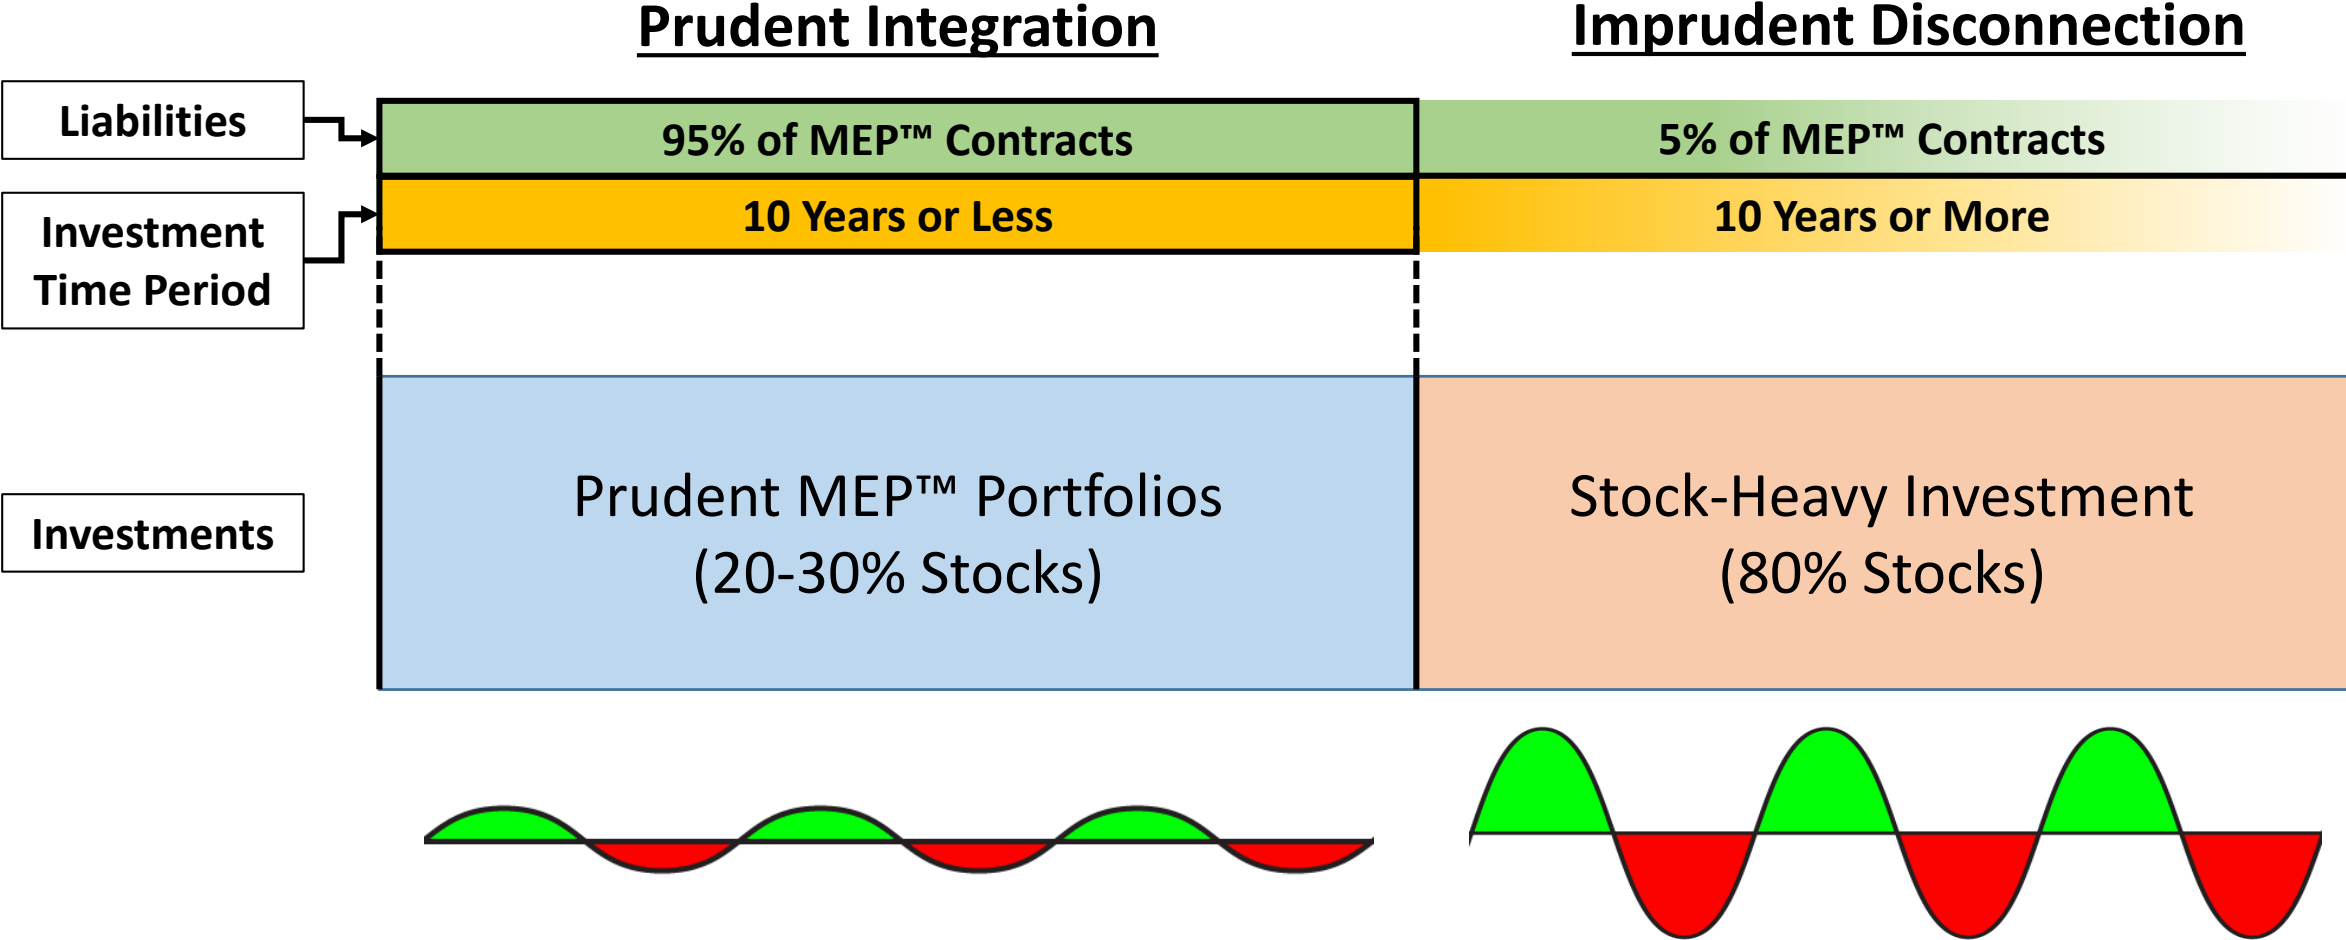 Prudent Integration
Imprudent Disconnection
Liabilities
95% of MEP™ Contracts
5% of MEP™ Contracts
Investment
Time Period
10 Years or Less
10 Years or More
Investments
Prudent MEP™ Portfolios
(20-30% Stocks)
Stock-Heavy Investment
(80% Stocks)